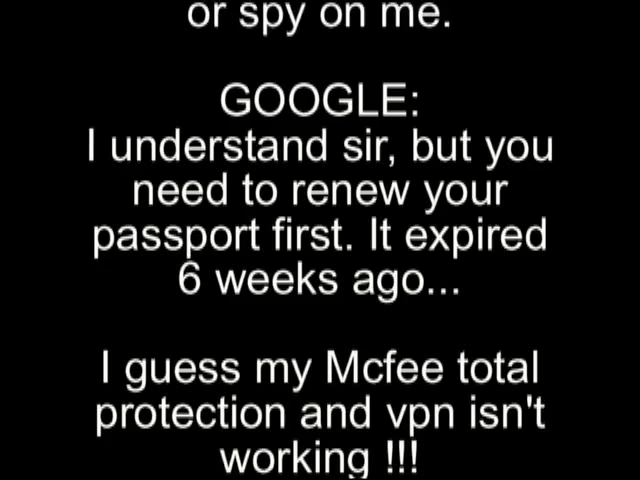 or spy on me.
GOOGLE:
I understand sir, but you
need to renew your
passport first. It expired
6 weeks ago...
I guess my Mcfee total
protection and vpn isn't
working !!!